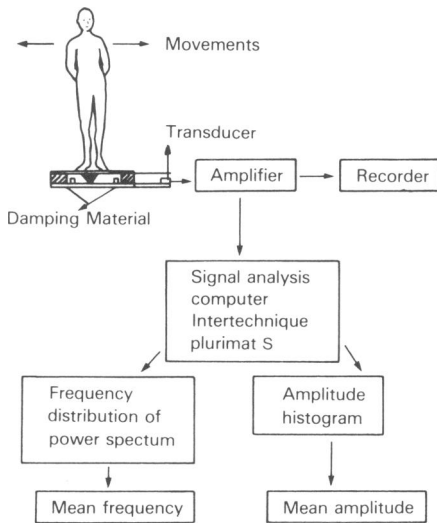 Movements
Transducer
Amplifier
Recorder
Damping Material
Signal analysis
computer
Intertechnique
plurimat S
Frequency
distribution of
power spectum
Amplitude
histogram
Mean frequency
Mean amplitude